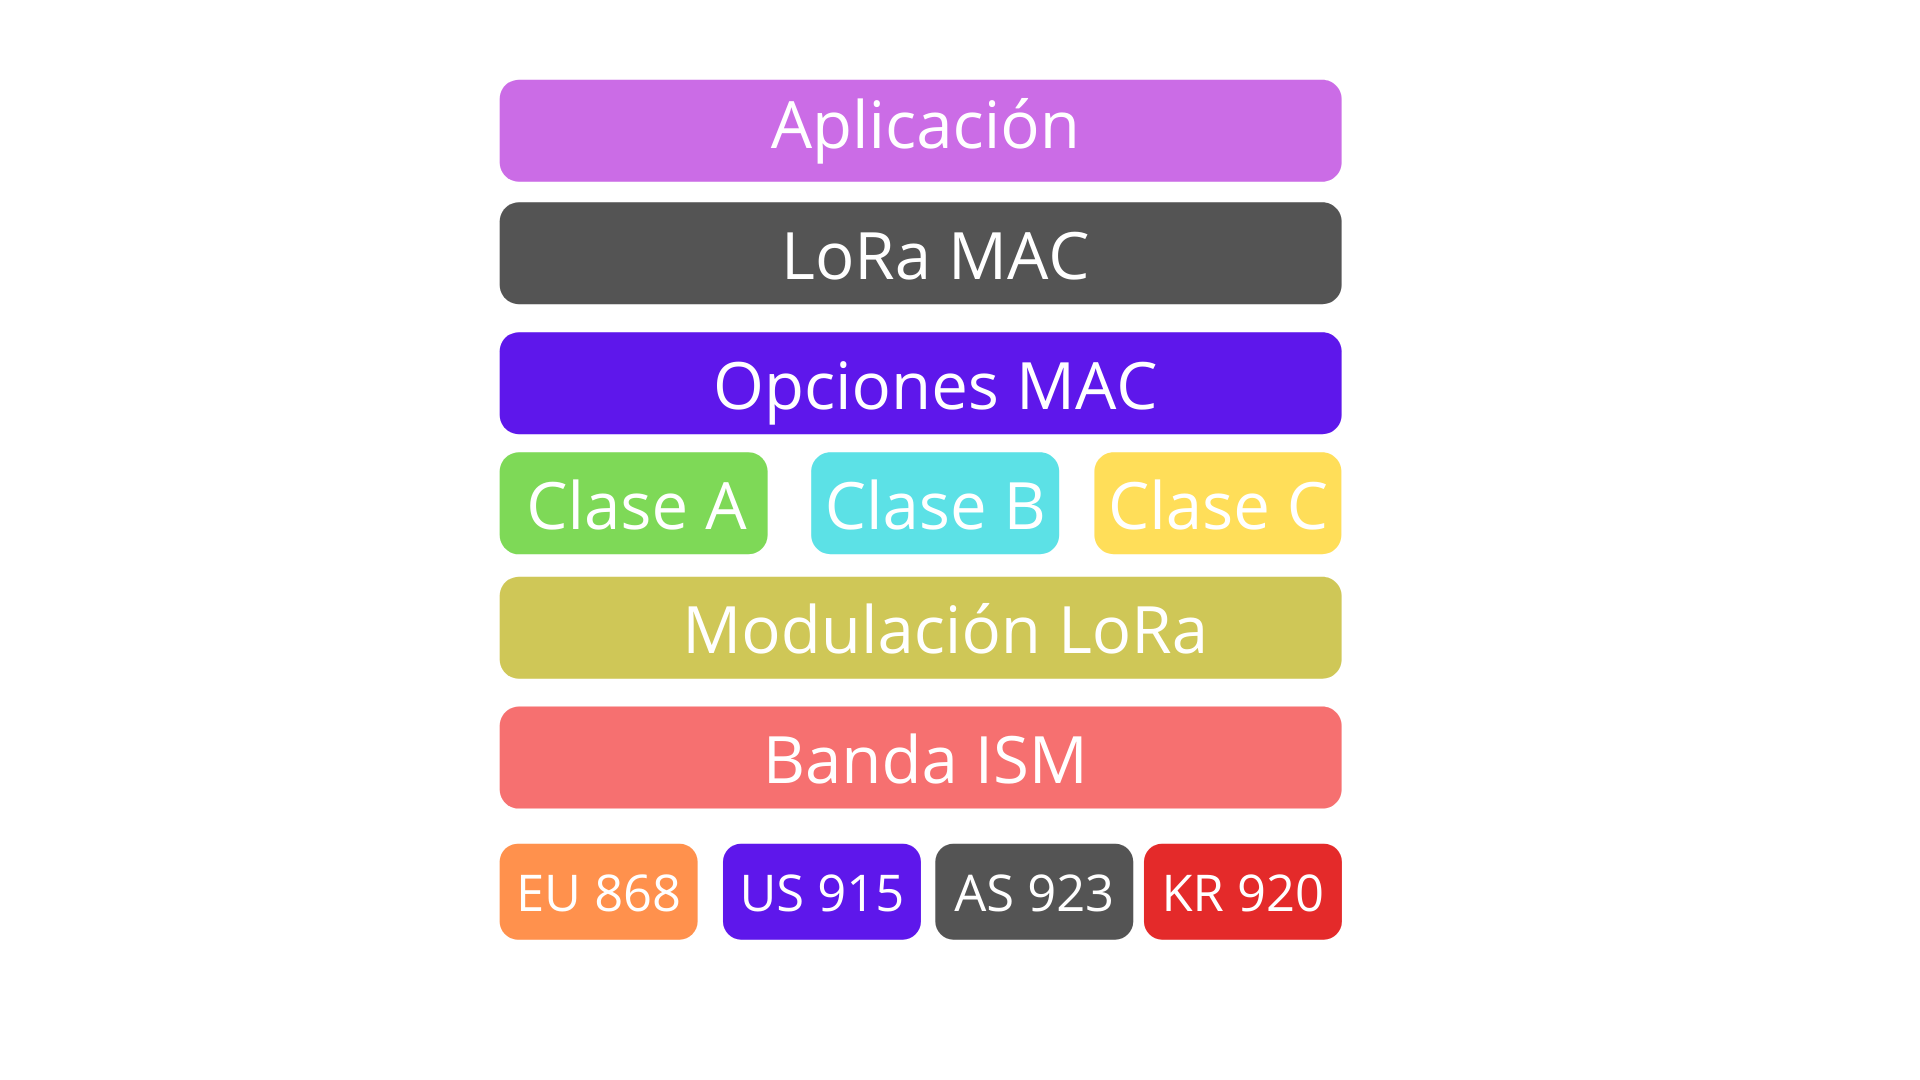 Aplicación
LoRa MAC
Opciones MAC
Clase A
Clase B
Clase C
Modulación LoRa
Banda ISM
EU 868
US 915
AS 923
KR 920